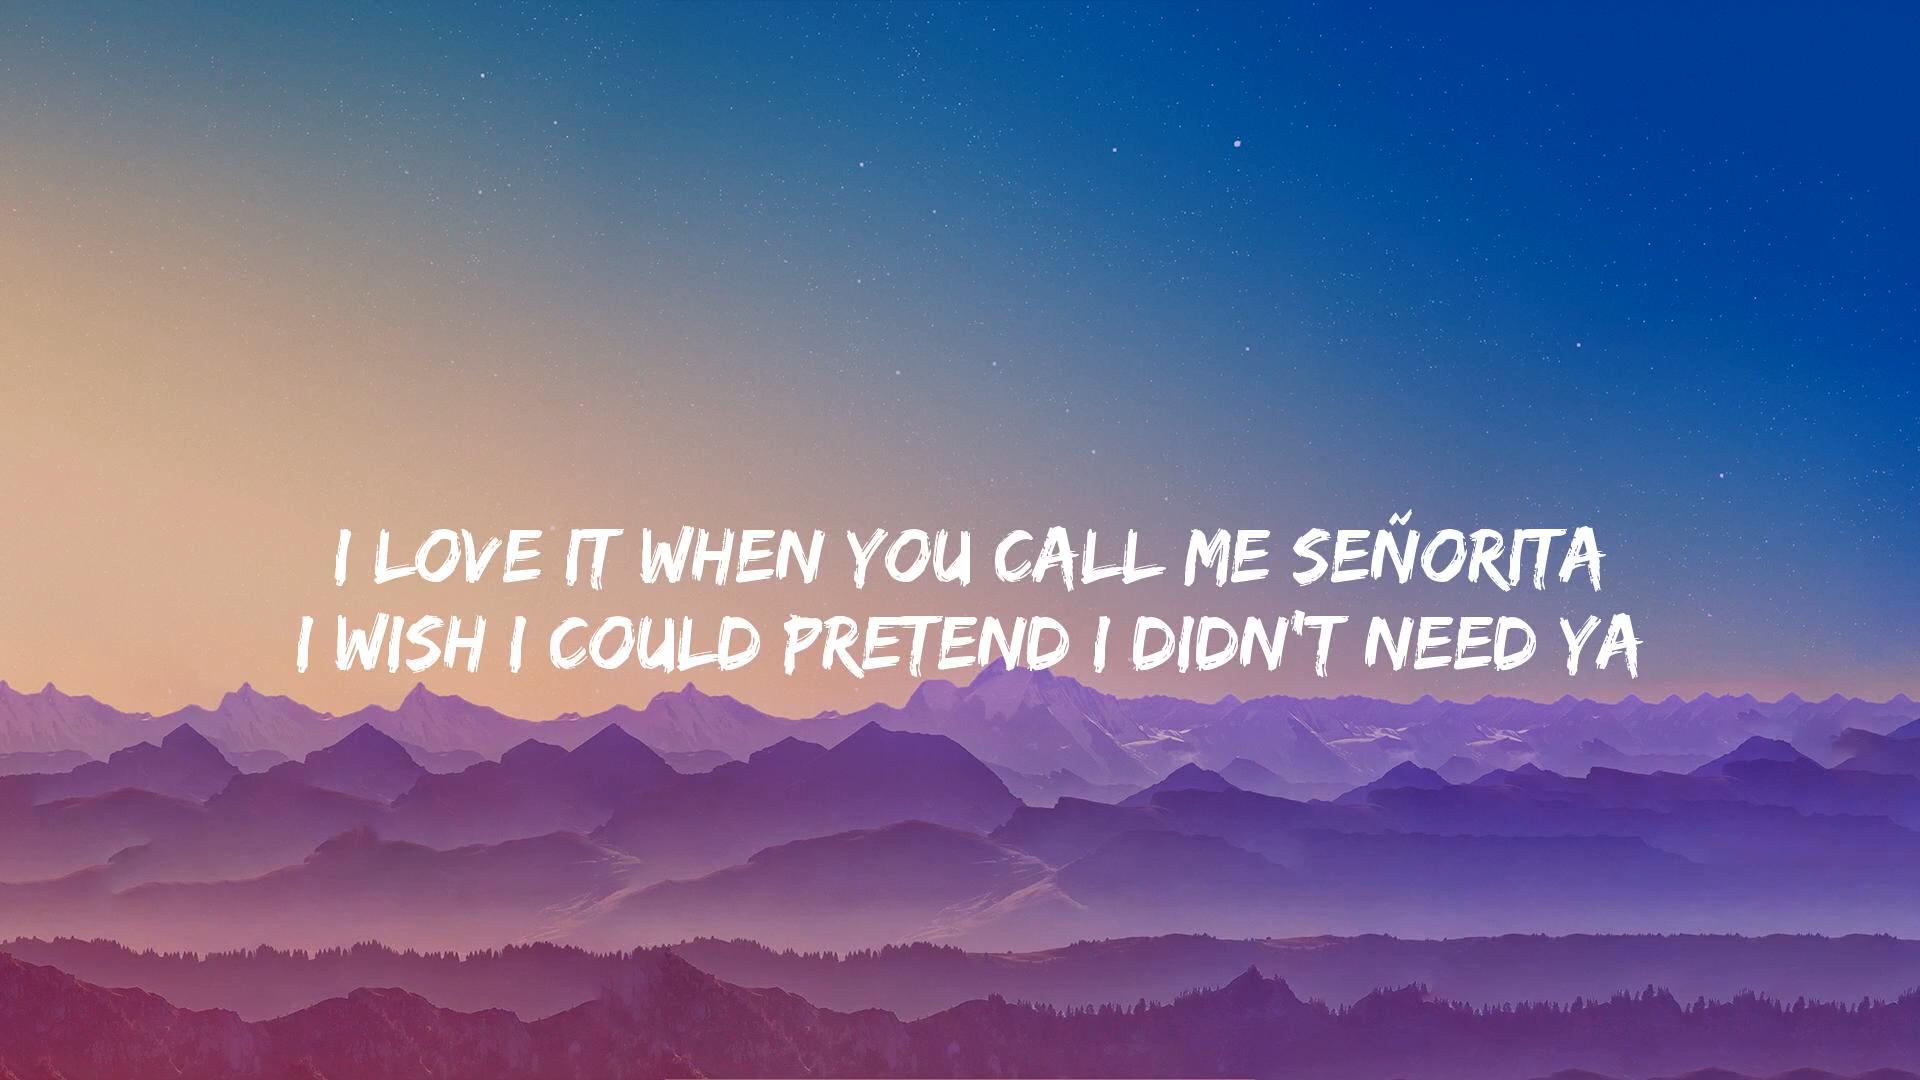 I LOVE IT WHEN YOU CALL ME SEÑORITA
I WISH I COULD PRETEND I DIDN'T NEED YA